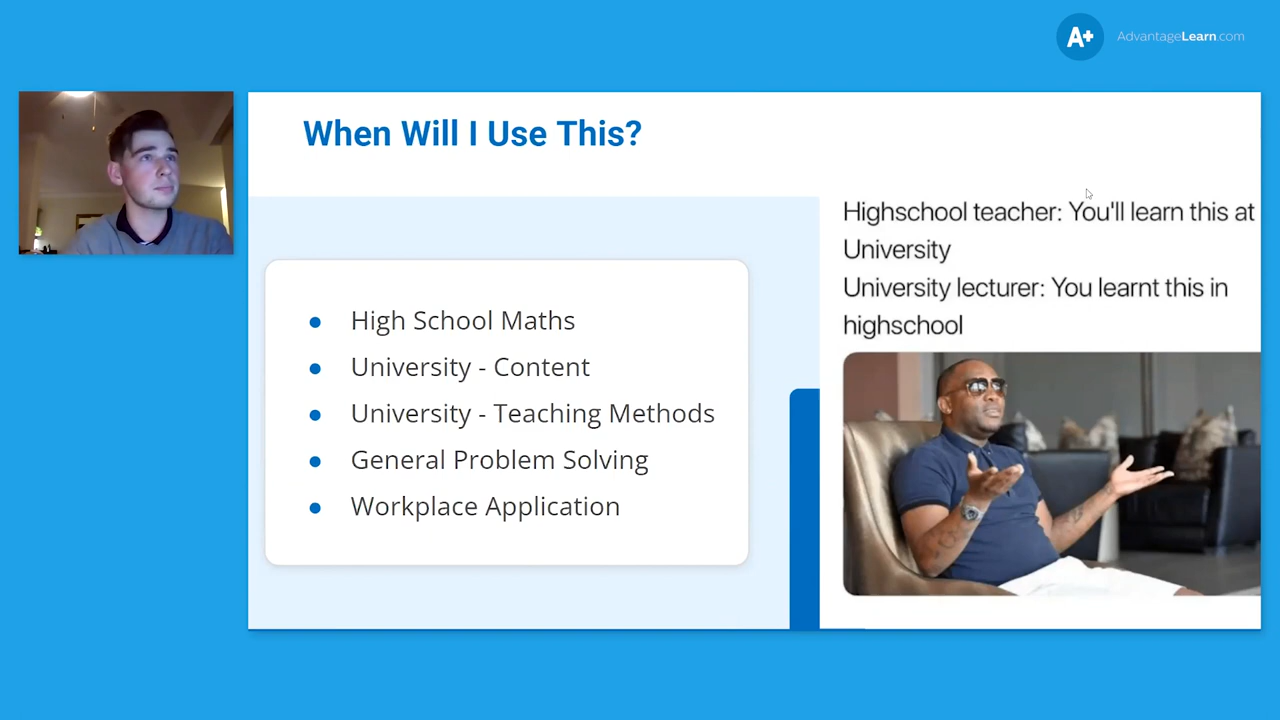 A+ AdvantageLearn.com
When Will I Use This?
• High School Maths
• University - Content
• University - Teaching Methods
• General Problem Solving
• Workplace Application
Highschool teacher: You'll learn this at
University
University lecturer: You learnt this in
highschool